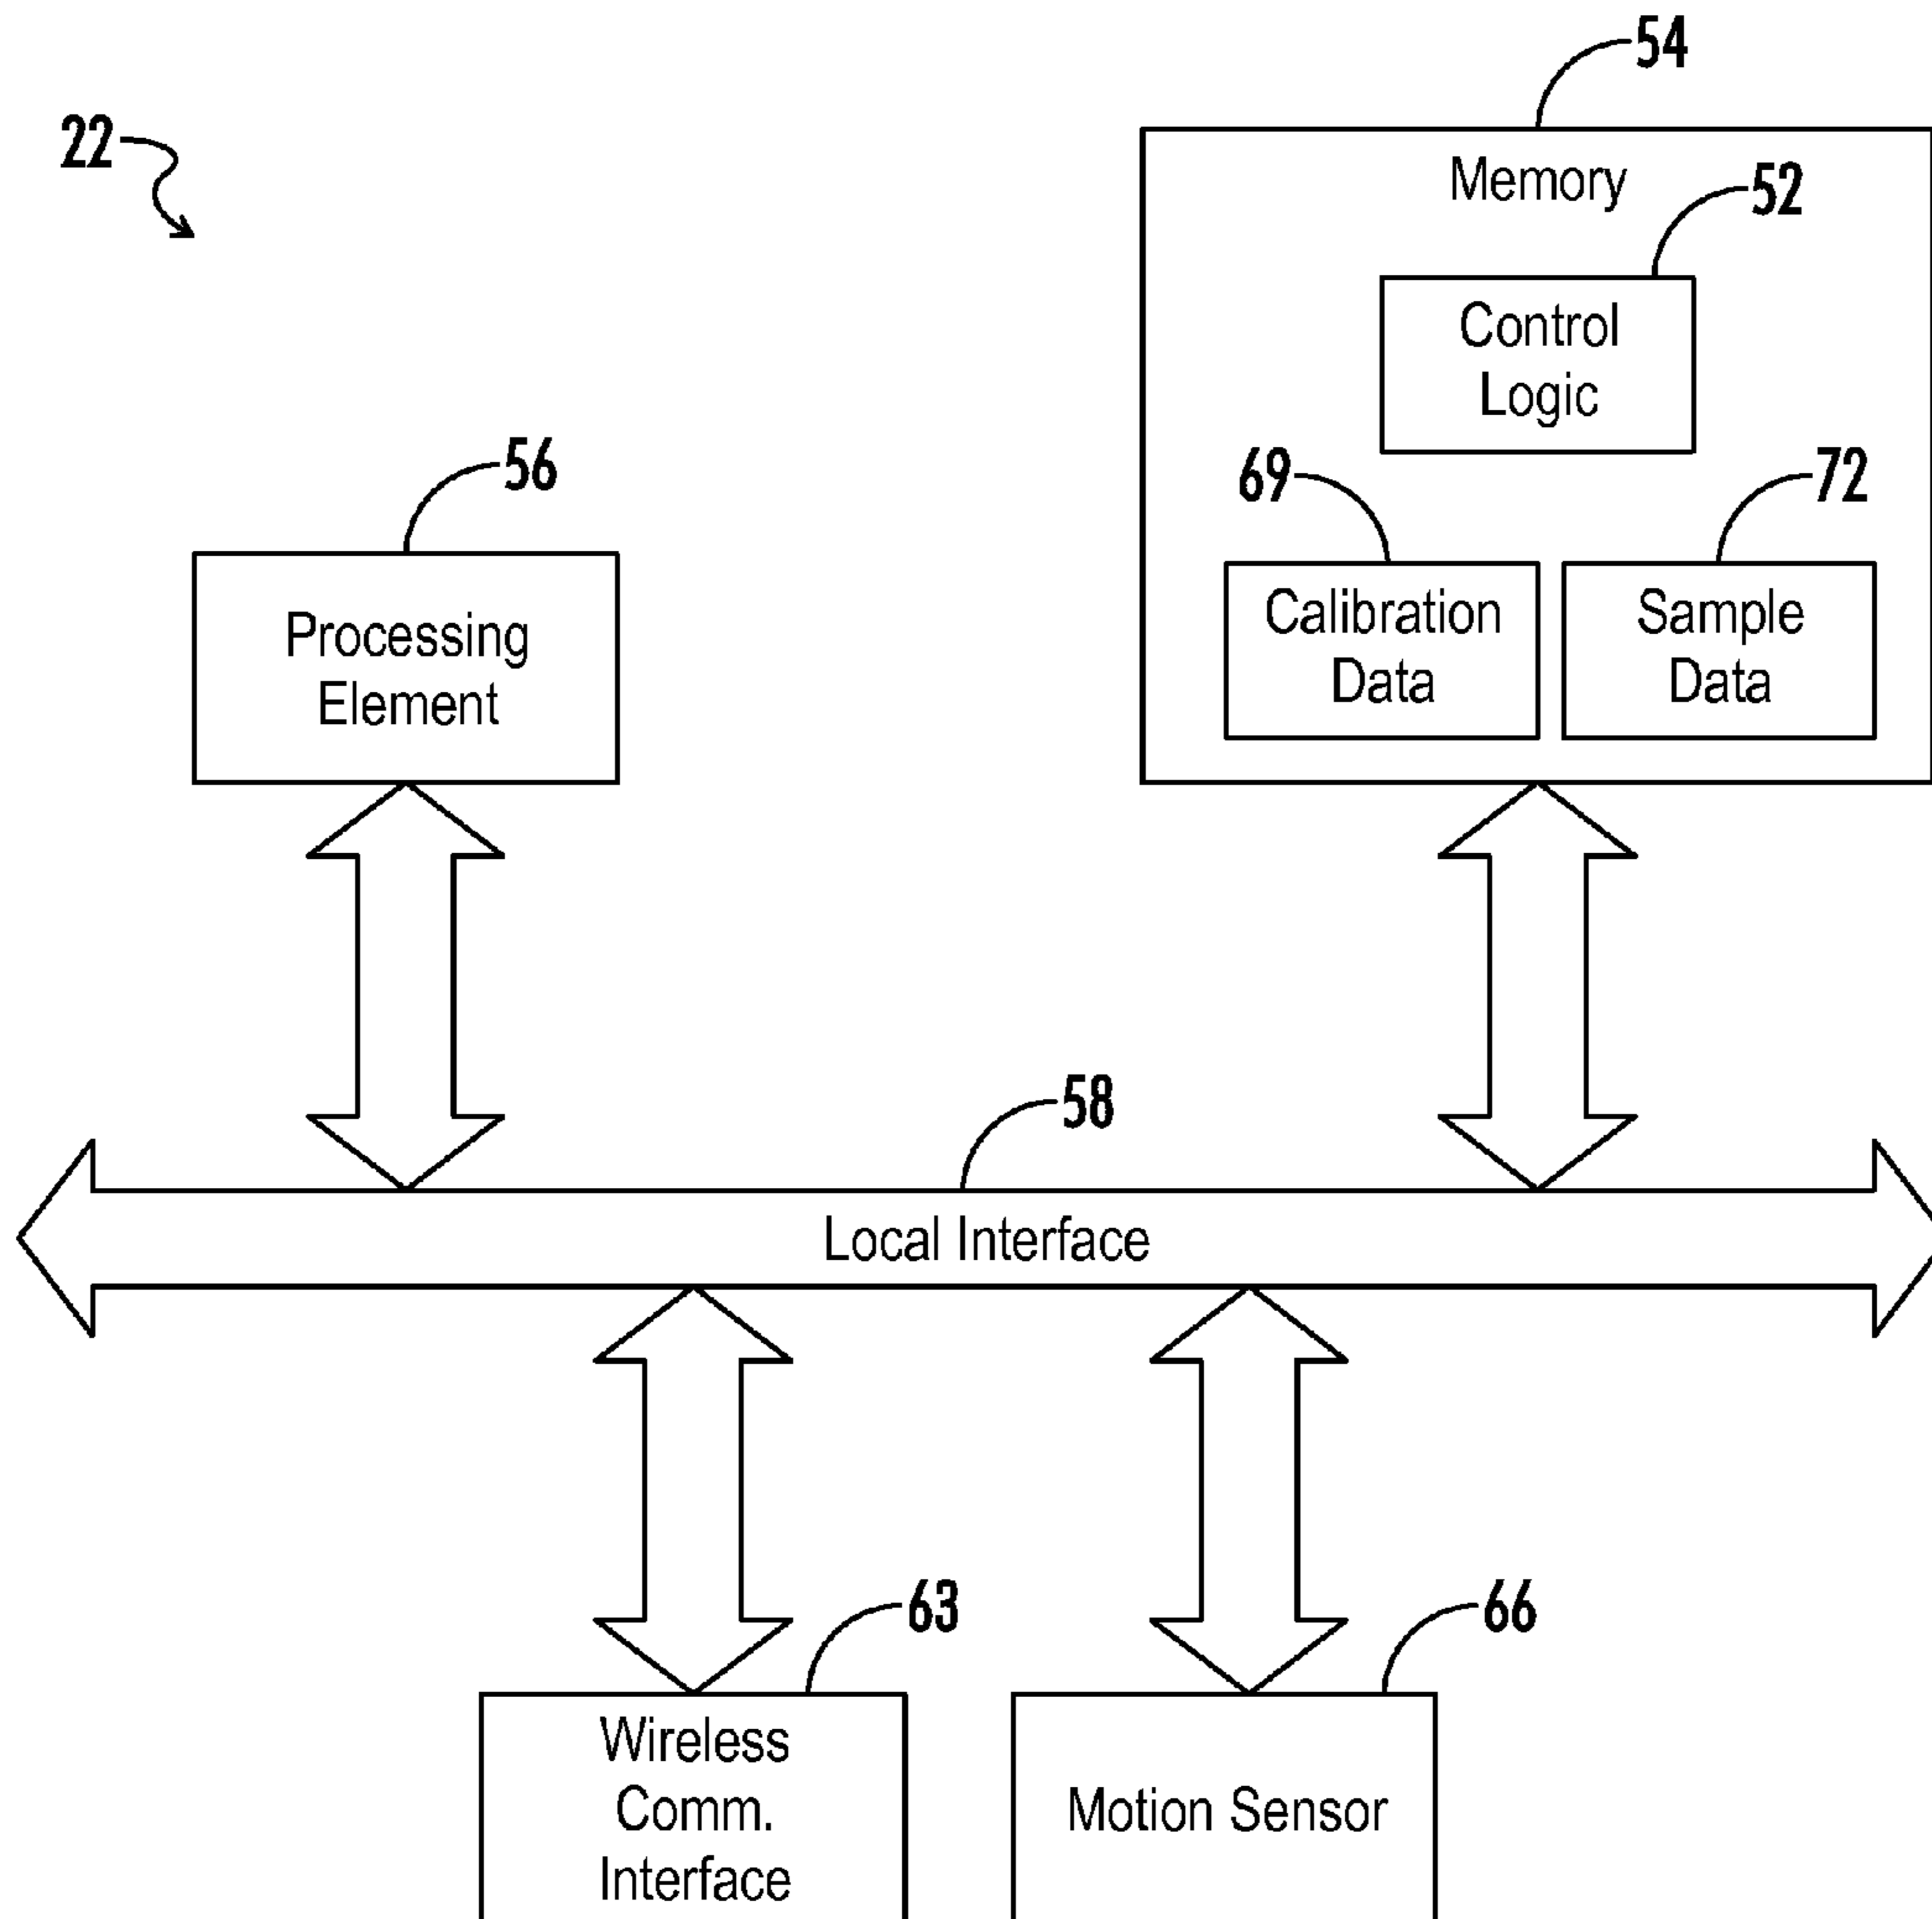 54
22
Memory
52
Control
Logic
56
69
72
Processing
Element
Calibration
Data
Sample
Data
58
Local Interface
63
66
Wireless
Comm.
Interface
Motion Sensor